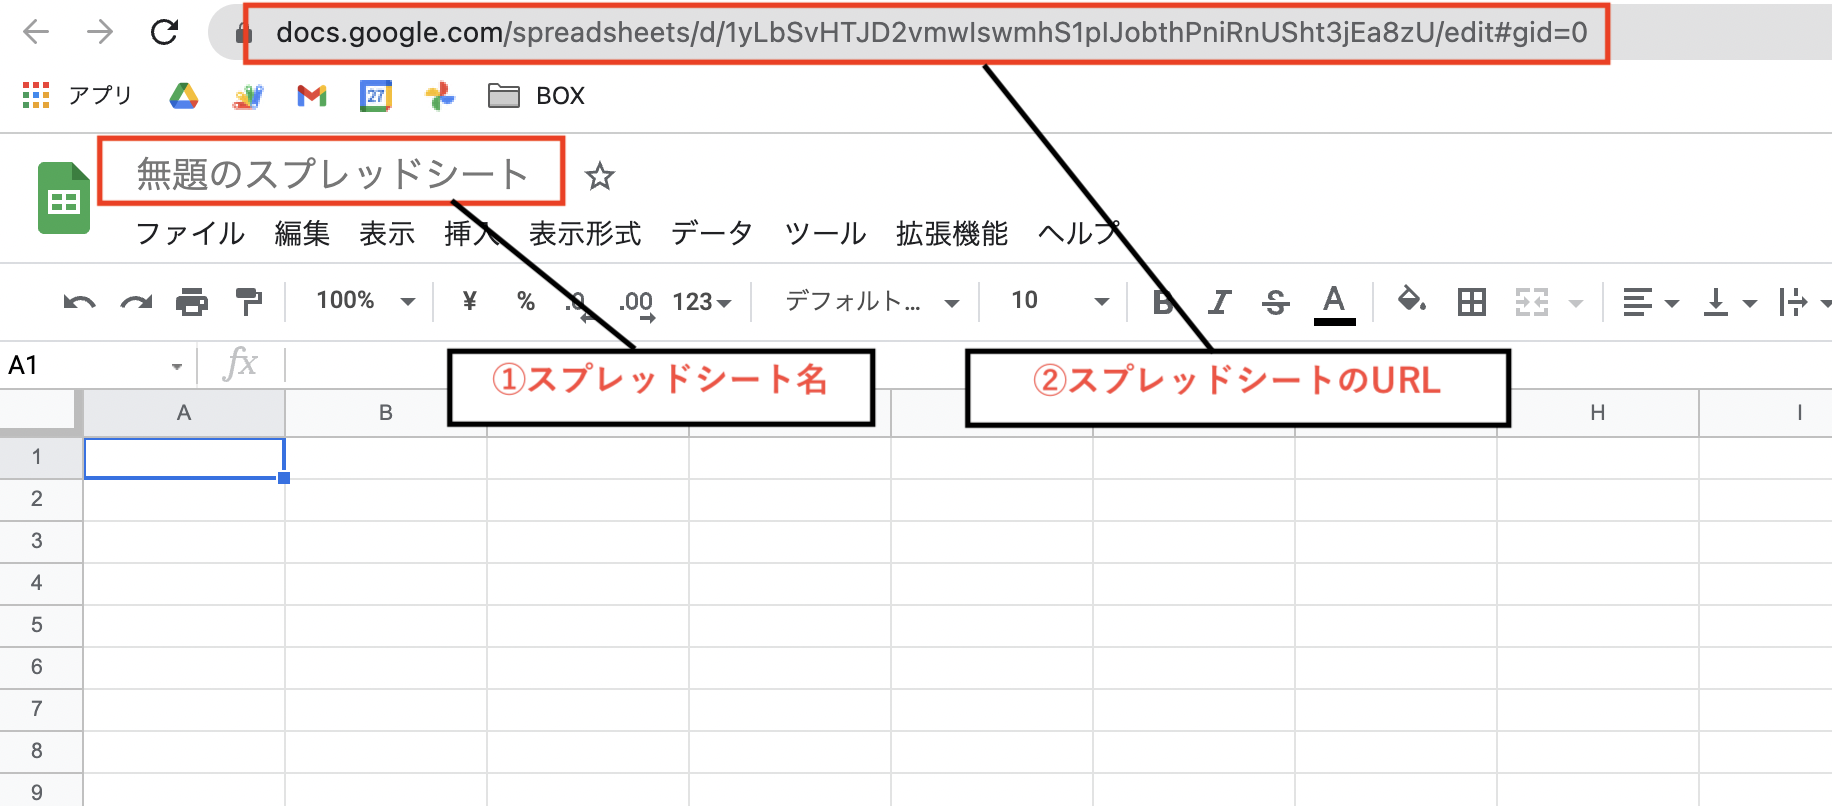 docs.google.com/spreadsheets/d/1yLbSvHTJD2vmwIswmhS1pIJobthPniRnUSht3jEa8zU/edit#gid=0
アプリ 27 BOX
無題のスプレッドシート
ファイル 編集 表示 挿入 表示形式 データ ツール 拡張機能 ヘルプ
100% ¥ % .0 .00 123 デフォルト... 10 B I S A
A1 fx
①スプレッドシート名 ②スプレッドシートのURL
A B H I
1
2
3
4
5
6
7
8
9